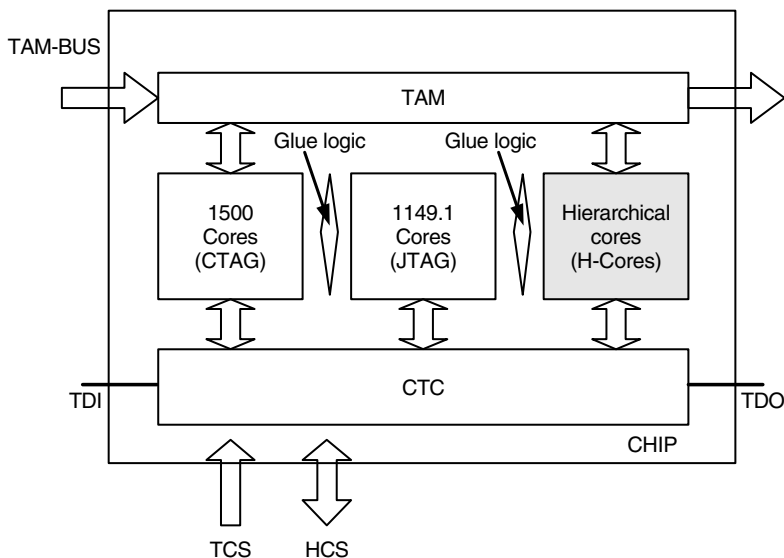 TAM-BUS
TAM
Glue logic
Glue logic
1500
Cores
(CTAG)
1149.1
Cores
(JTAG)
Hierarchical
cores
(H-Cores)
TDI
CTC
TDO
CHIP
TCS
HCS